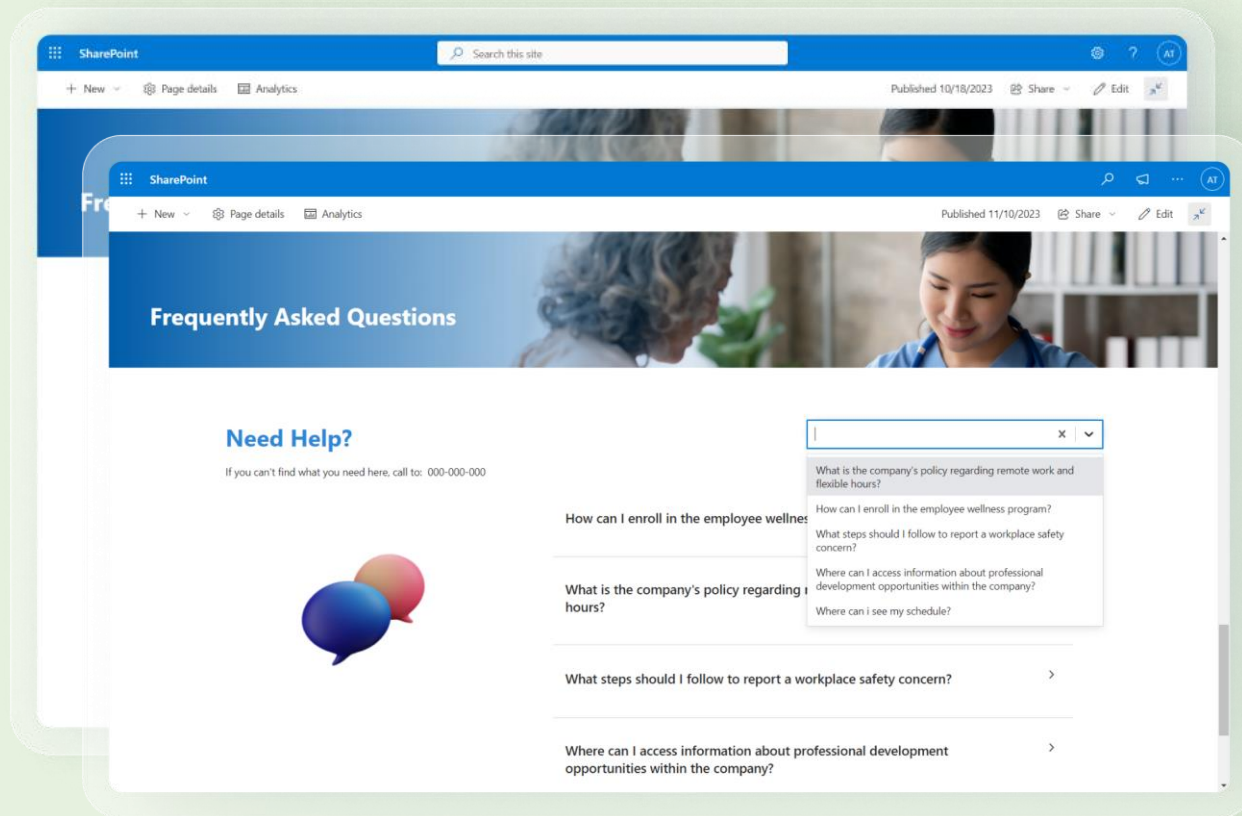 SharePoint
Search this site
?
AT
+ New
Page details
Analytics
Published 10/18/2023
Share
Edit
Fre
SharePoint
...
AT
+ New
Page details
Analytics
Published 11/10/2023
Share
Edit
Frequently Asked Questions
Need Help?
If you can't find what you need here, call to: 000-000-000
x
What is the company's policy regarding remote work and
flexible hours?
How can I enroll in the employee wellness program?
What steps should I follow to report a workplace safety
concern?
Where can I access information about professional
development opportunities within the company?
Where can i see my schedule?
How can I enroll in the employee wellnes
What is the company's policy regarding
hours?
What steps should I follow to report a workplace safety concern?
Where can I access information about professional development
opportunities within the company?